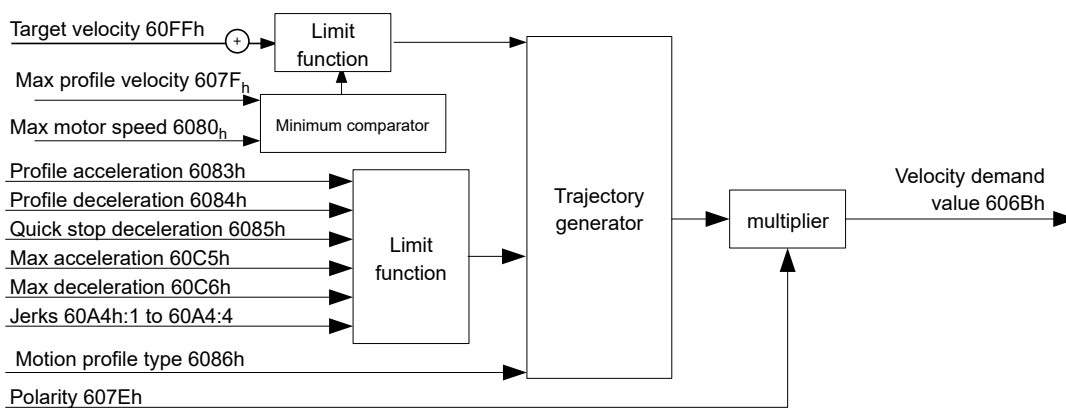 Target velocity 60FFh
+
Limit
function
Max profile velocity 607Fh
Minimum comparator
Max motor speed 6080h
Profile acceleration 6083h
Profile deceleration 6084h
Quick stop deceleration 6085h
Max acceleration 60C5h
Max deceleration 60C6h
Jerks 60A4h:1 to 60A4:4
Limit
function
Motion profile type 6086h
Polarity 607Eh
Trajectory
generator
multiplier
Velocity demand
value 606Bh